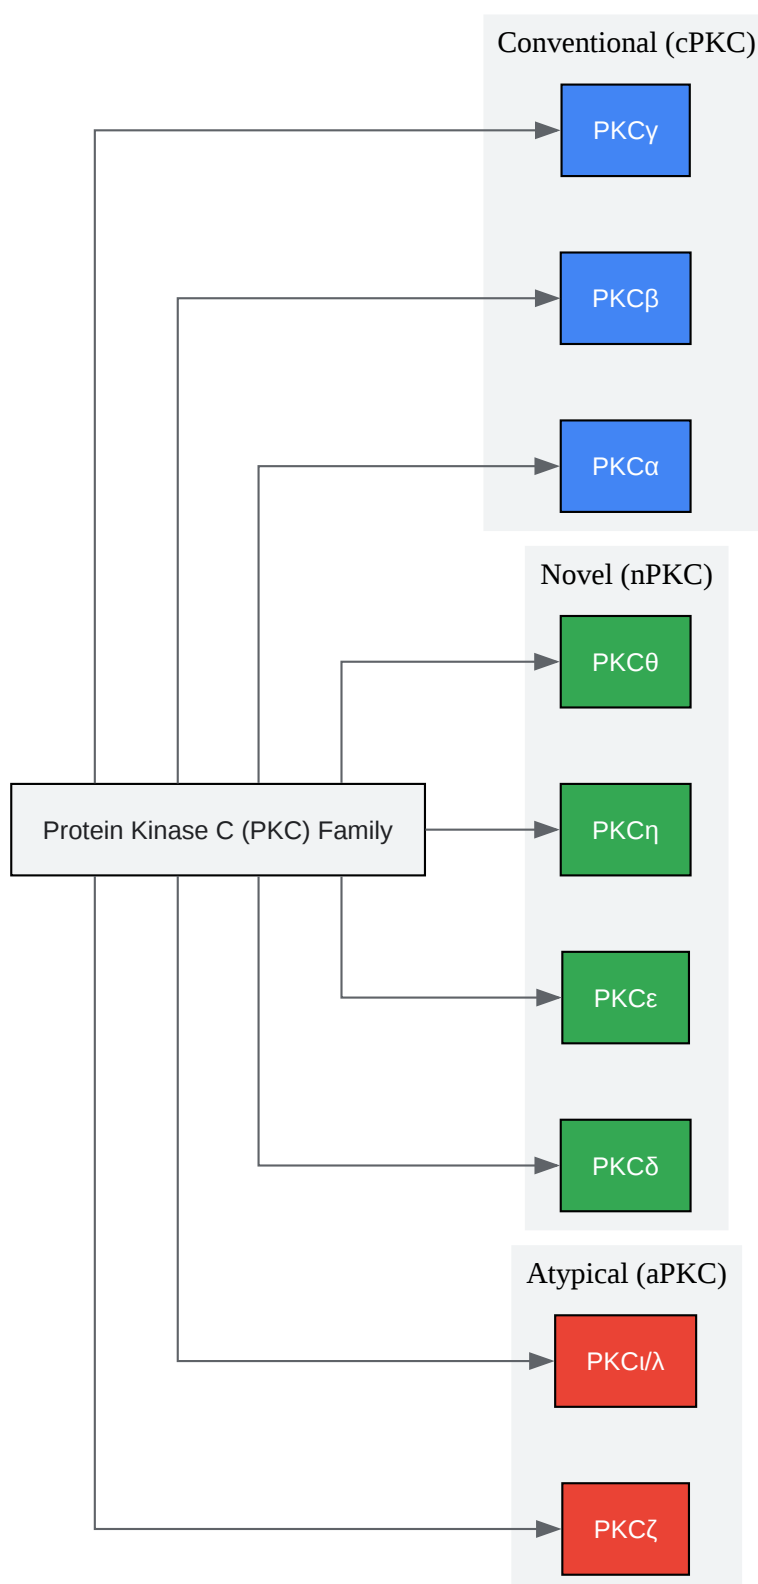 Conventional (cPKC)
PKCγ
PKCβ
PKCα
Novel (nPKC)
PKCθ
Protein Kinase C (PKC) Family
PKCη
PKCε
PKCδ
Atypical (aPKC)
PKCι/λ
PKCζ